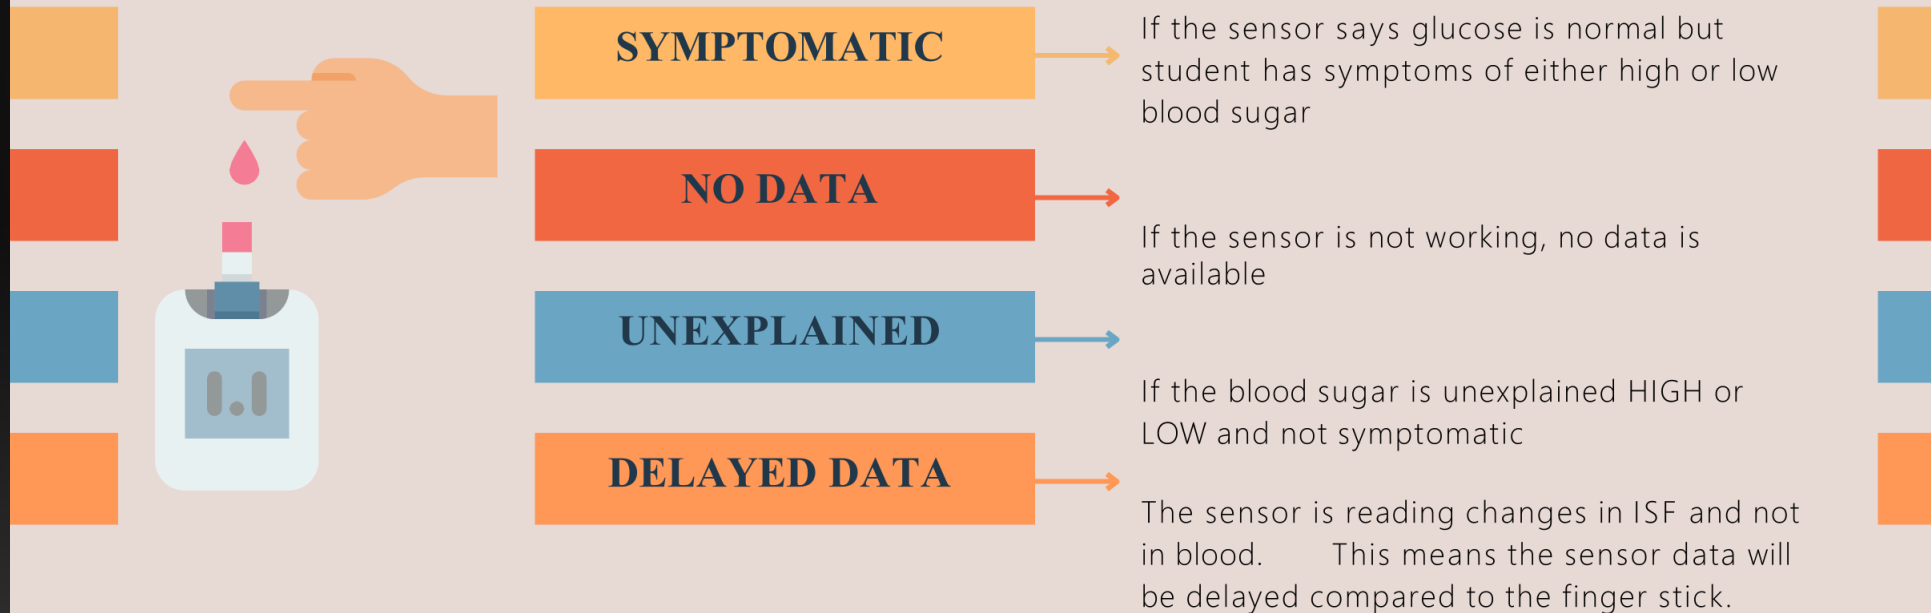 SYMPTOMATIC
If the sensor says glucose is normal but
student has symptoms of either high or low
blood sugar
NO DATA
If the sensor is not working, no data is
available
UNEXPLAINED
If the blood sugar is unexplained HIGH or
LOW and not symptomatic
DELAYED DATA
The sensor is reading changes in ISF and not
in blood. This means the sensor data will
be delayed compared to the finger stick.